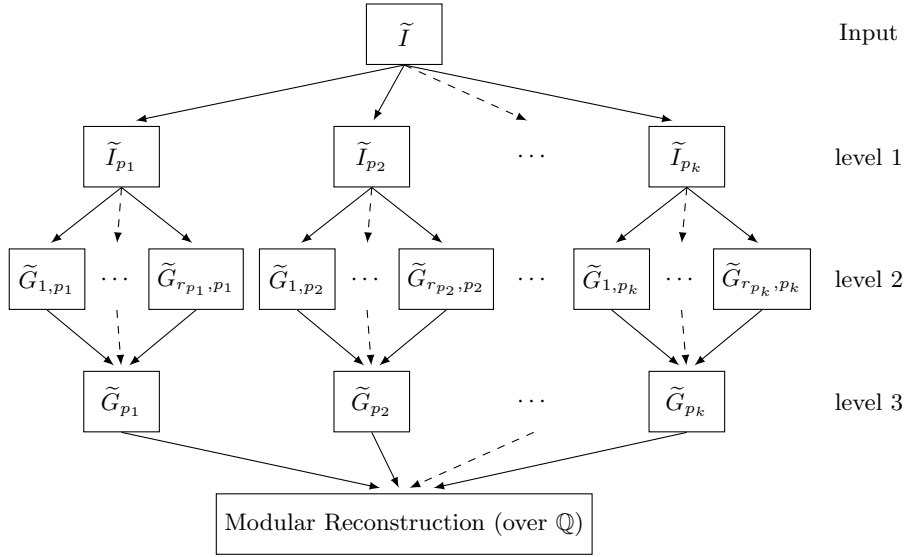 Ĩ Input
Ĩ_{p_1} Ĩ_{p_2} ⋯ Ĩ_{p_k} level 1
G̃_{1,p_1} ⋯ G̃_{r_{p_1},p_1} G̃_{1,p_2} ⋯ G̃_{r_{p_2},p_2} ⋯ G̃_{1,p_k} ⋯ G̃_{r_{p_k},p_k} level 2
G̃_{p_1} G̃_{p_2} ⋯ G̃_{p_k} level 3
Modular Reconstruction (over ℚ)